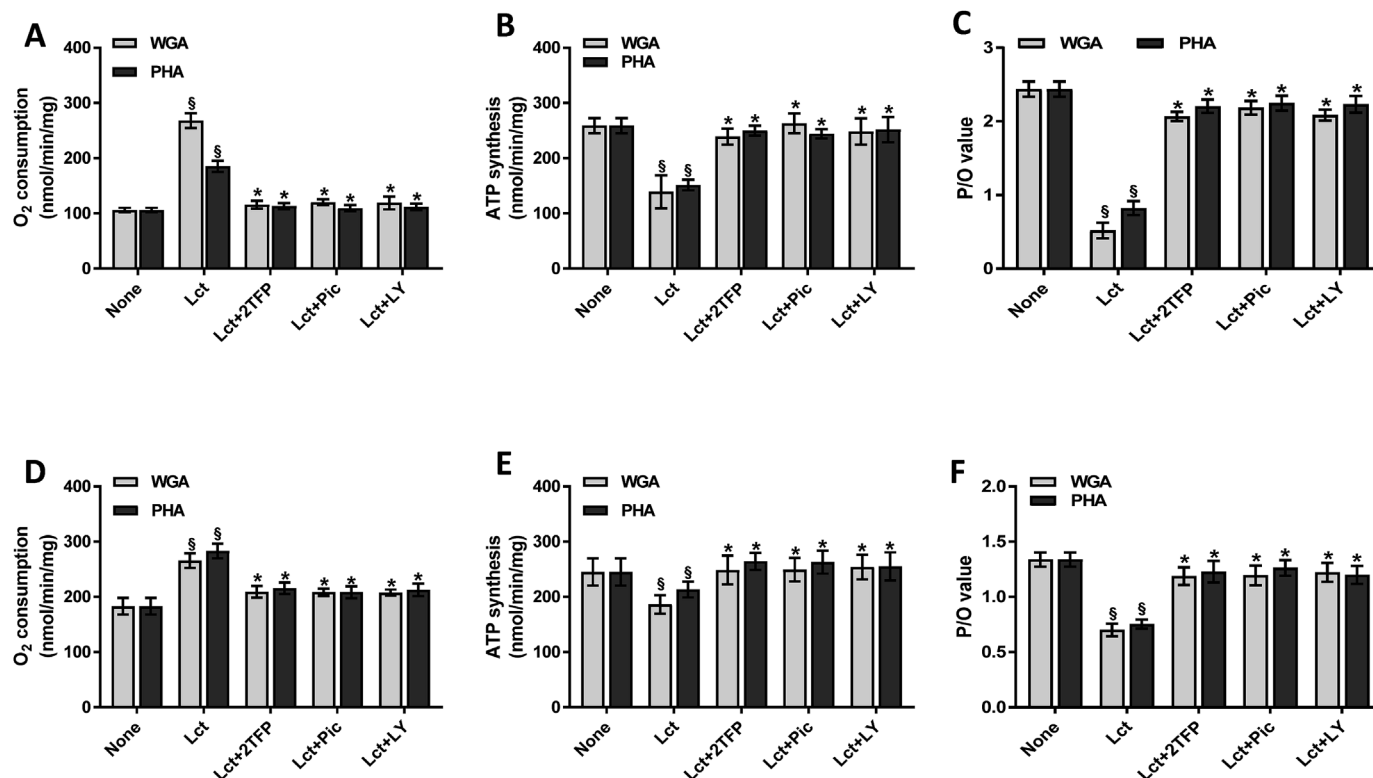 A
WGA
PHA
O2 consumption
(nmol/min/mg)
400
300
200
100
0
None
Lct
Lct+2TFP
Lct+Pic
Lct+LY
§
§
*
*
*
*
*
*
B
WGA
PHA
ATP synthesis
(nmol/min/mg)
400
300
200
100
0
None
Lct
Lct+2TFP
Lct+Pic
Lct+LY
§
§
*
*
*
*
*
*
C
WGA
PHA
P/O value
3
2
1
0
None
Lct
Lct+2TFP
Lct+Pic
Lct+LY
§
§
*
*
*
*
*
*
D
WGA
PHA
O2 consumption
(nmol/min/mg)
400
300
200
100
0
None
Lct
Lct+2TFP
Lct+Pic
Lct+LY
§
§
*
*
*
*
*
*
E
WGA
PHA
ATP synthesis
(nmol/min/mg)
400
300
200
100
0
None
Lct
Lct+2TFP
Lct+Pic
Lct+LY
§
§
*
*
*
*
*
*
F
WGA
PHA
P/O value
2.0
1.5
1.0
0.5
0.0
None
Lct
Lct+2TFP
Lct+Pic
Lct+LY
§
§
*
*
*
*
*
*